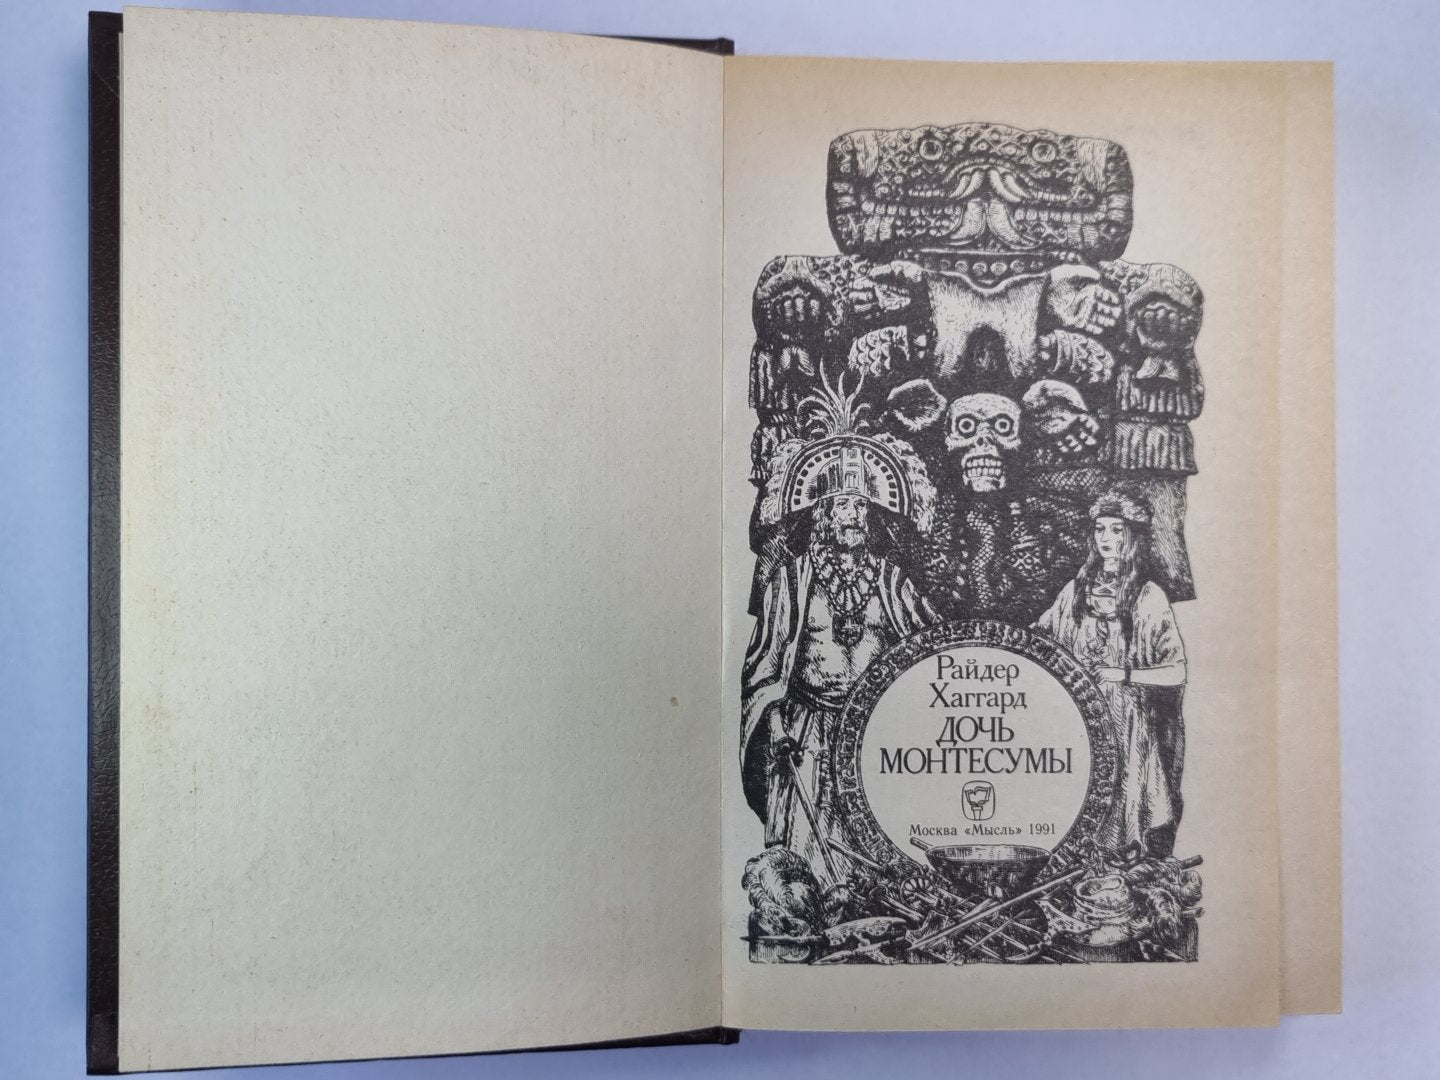 Райдер
Хаггард
ДОЧЬ
МОНТЕСУМЫ
Москва «Мысль» 1991